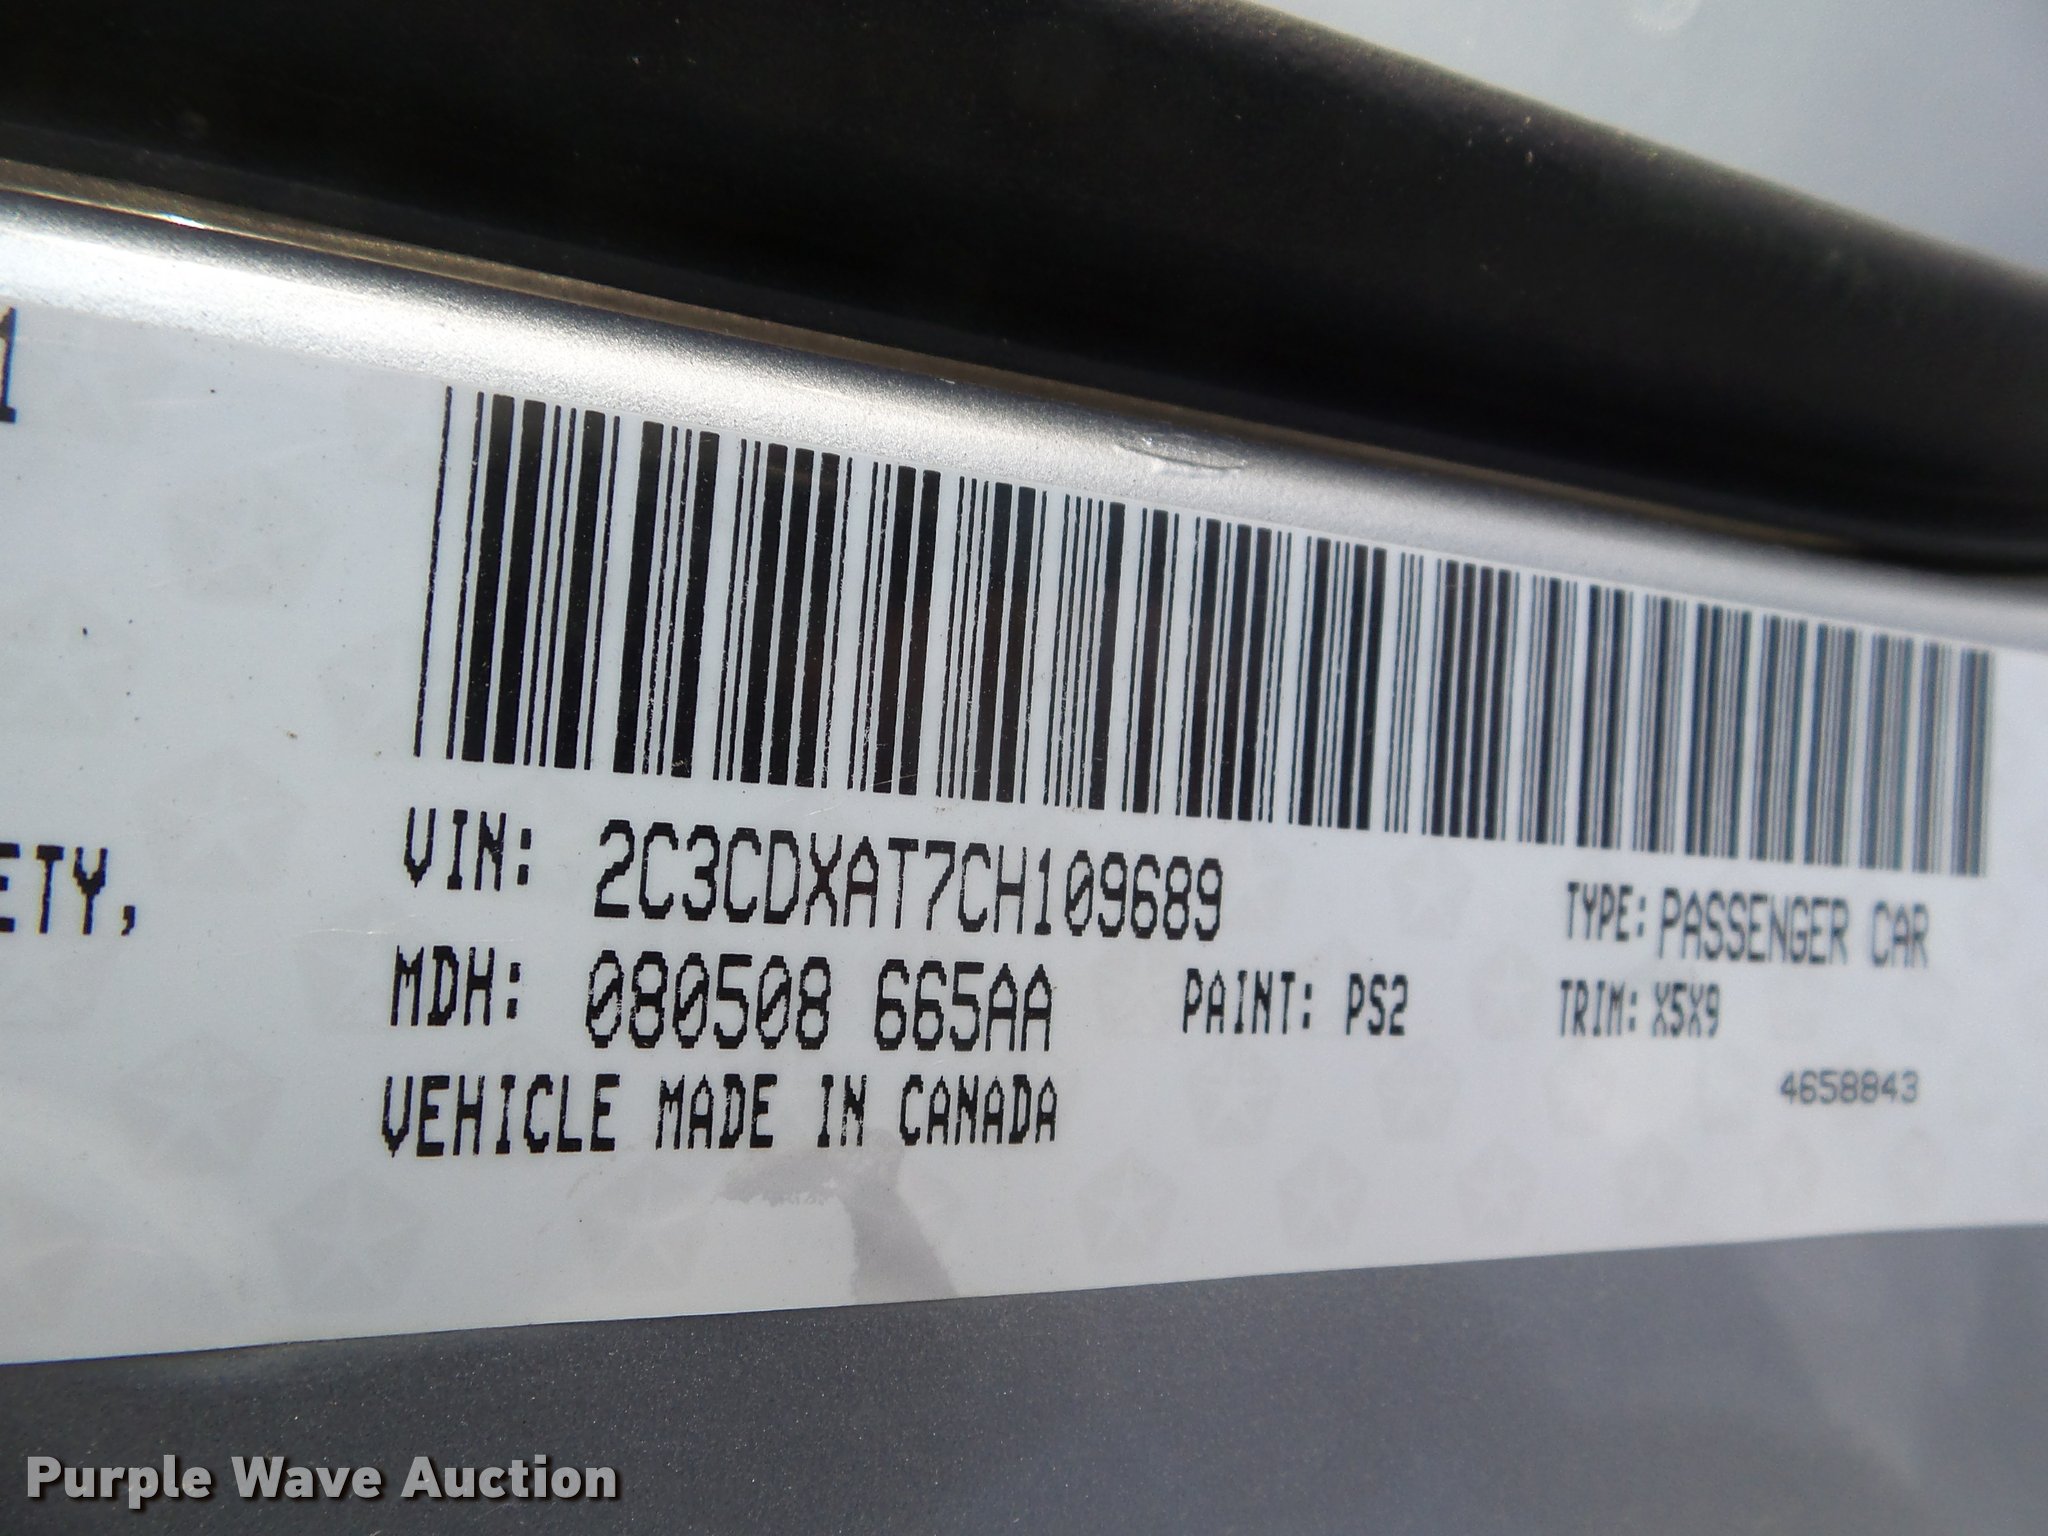 1
ETY,
VIN: 2C3CDXAT7CH109689
TYPE: PASSENGER CAR
MDH: 080508 665AA
PAINT: PS2
TRIM: X5X9
VEHICLE MADE IN CANADA
4658843
Purple Wave Auction